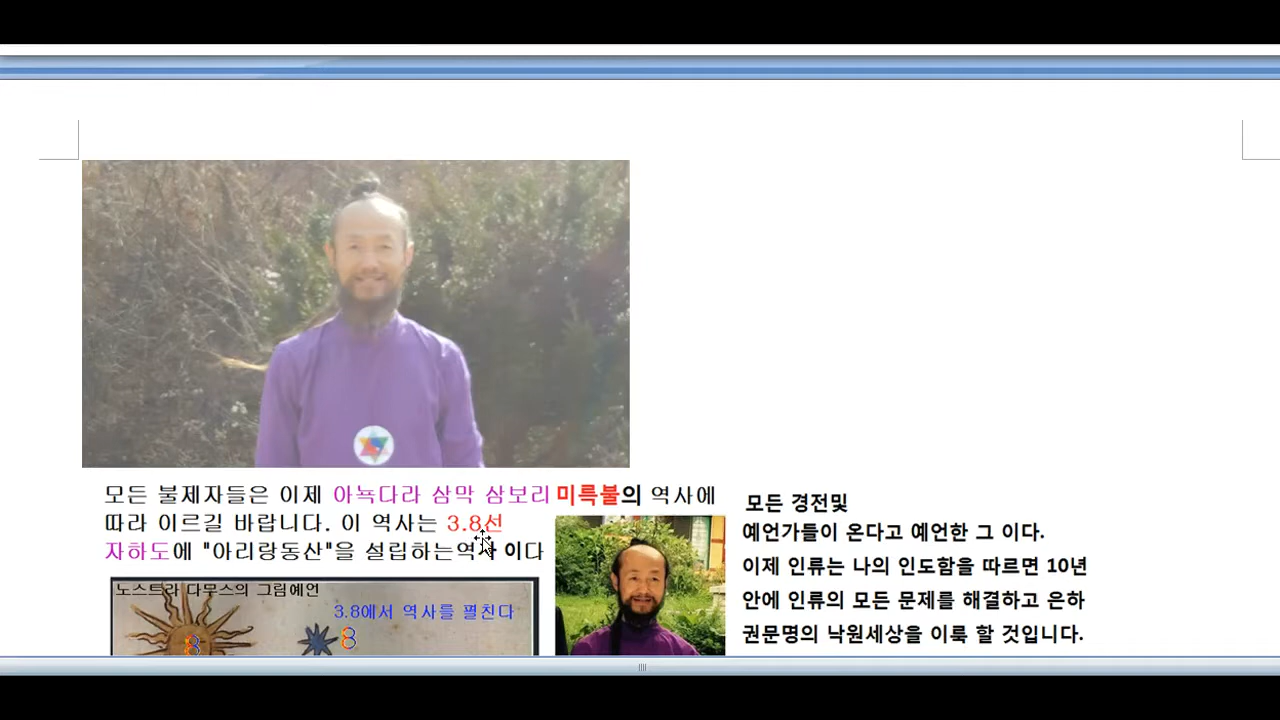 모든 불제자들은 이제 아뇩다라 삼막 삼보리 미륵불의 역사에
따라 이르길 바랍니다. 이 역사는 3.8선
자하도에 "아리랑동산"을 설립하는역사 이다
노스트라 다무스의 그림예언
3.8에서 역사를 펼친다
8
8
모든 경전및
예언가들이 온다고 예언한 그 이다.
이제 인류는 나의 인도함을 따르면 10년
안에 인류의 모든 문제를 해결하고 은하
권문명의 낙원세상을 이룩 할 것입니다.